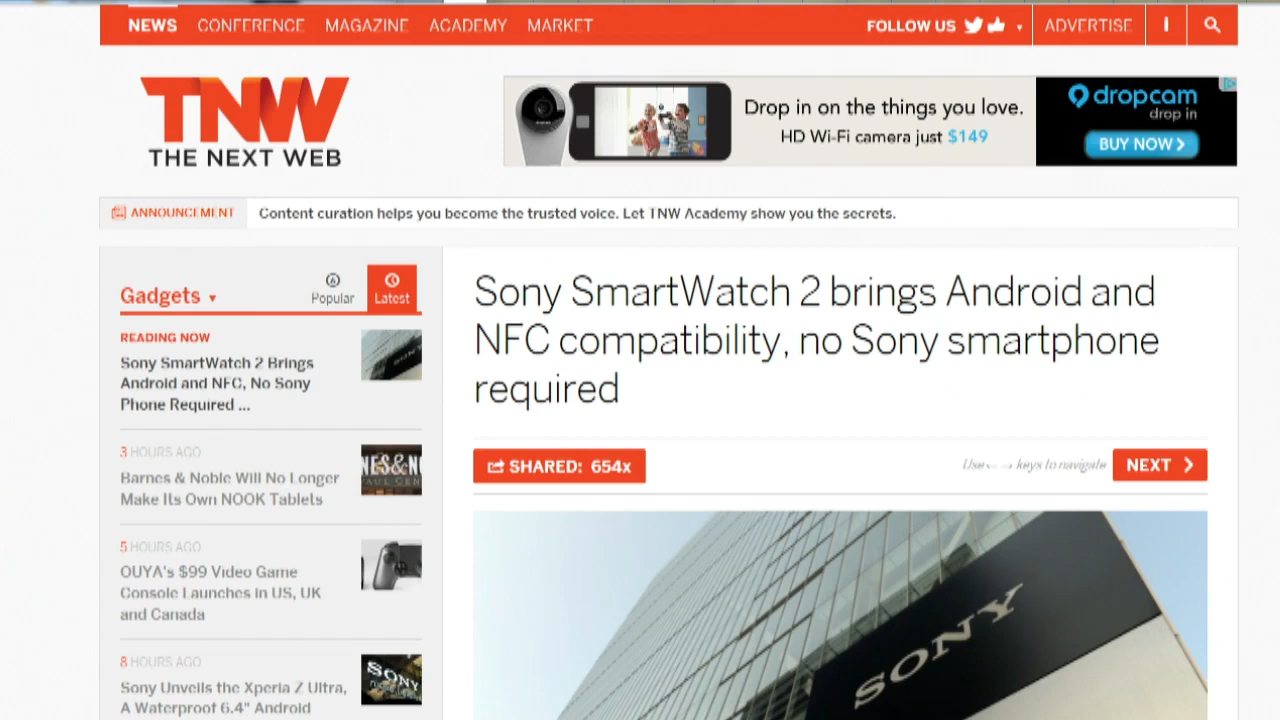 NEWS CONFERENCE MAGAZINE ACADEMY MARKET FOLLOW US ADVERTISE
TNW
THE NEXT WEB
Drop in on the things you love.
HD Wi-Fi camera just $149
dropcam
drop in
BUY NOW
ANNOUNCEMENT Content curation helps you become the trusted voice. Let TNW Academy show you the secrets.
Gadgets Popular Latest
READING NOW
Sony SmartWatch 2 Brings
Android and NFC, No Sony
Phone Required ...
3 HOURS AGO
Barnes & Noble Will No Longer
Make Its Own NOOK Tablets
5 HOURS AGO
OUYA's $99 Video Game
Console Launches in US, UK
and Canada
8 HOURS AGO
Sony Unveils the Xperia Z Ultra,
A Waterproof 6.4" Android
SONY
Sony SmartWatch 2 brings Android and
NFC compatibility, no Sony smartphone
required
SHARED: 654x
Use ← → keys to navigate
NEXT
SONY